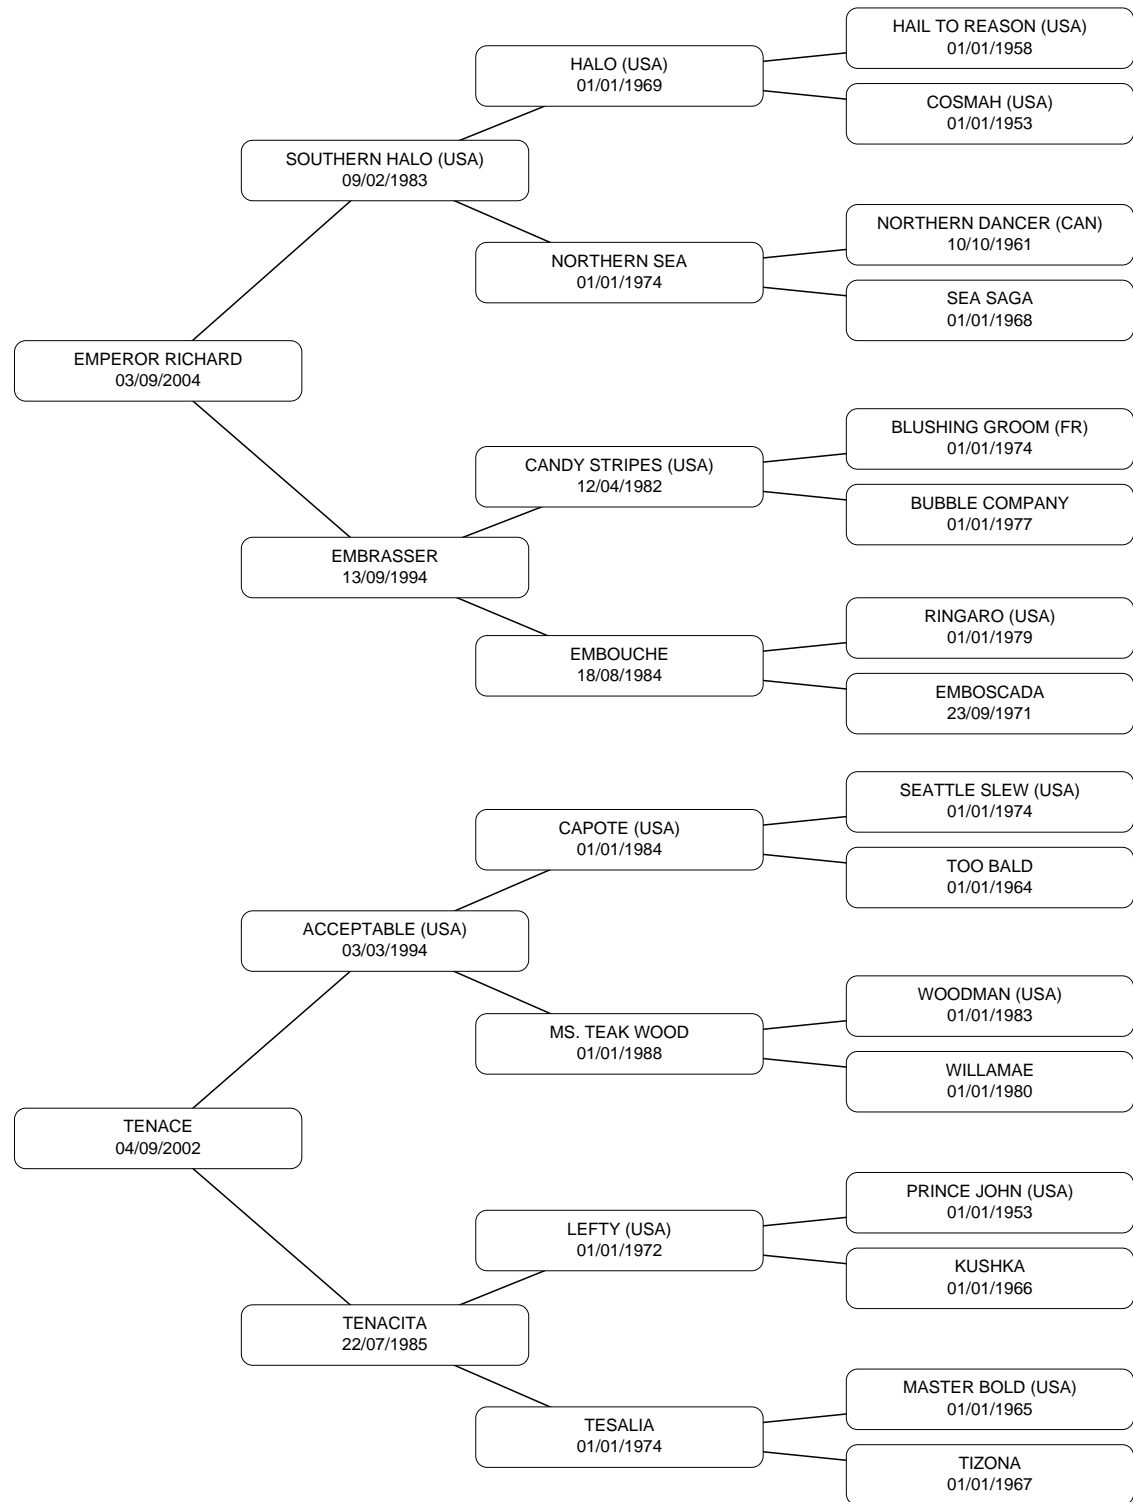 HAIL TO REASON (USA)
01/01/1958
HALO (USA)
01/01/1969
COSMAH (USA)
01/01/1953
SOUTHERN HALO (USA)
09/02/1983
NORTHERN DANCER (CAN)
10/10/1961
NORTHERN SEA
01/01/1974
SEA SAGA
01/01/1968
EMPEROR RICHARD
03/09/2004
BLUSHING GROOM (FR)
01/01/1974
CANDY STRIPES (USA)
12/04/1982
BUBBLE COMPANY
01/01/1977
EMBRASSER
13/09/1994
RINGARO (USA)
01/01/1979
EMBOUCHE
18/08/1984
EMBOSCADA
23/09/1971
SEATTLE SLEW (USA)
01/01/1974
CAPOTE (USA)
01/01/1984
TOO BALD
01/01/1964
ACCEPTABLE (USA)
03/03/1994
WOODMAN (USA)
01/01/1983
MS. TEAK WOOD
01/01/1988
WILLAMAE
01/01/1980
TENACE
04/09/2002
PRINCE JOHN (USA)
01/01/1953
LEFTY (USA)
01/01/1972
KUSHKA
01/01/1966
TENACITA
22/07/1985
MASTER BOLD (USA)
01/01/1965
TESALIA
01/01/1974
TIZONA
01/01/1967